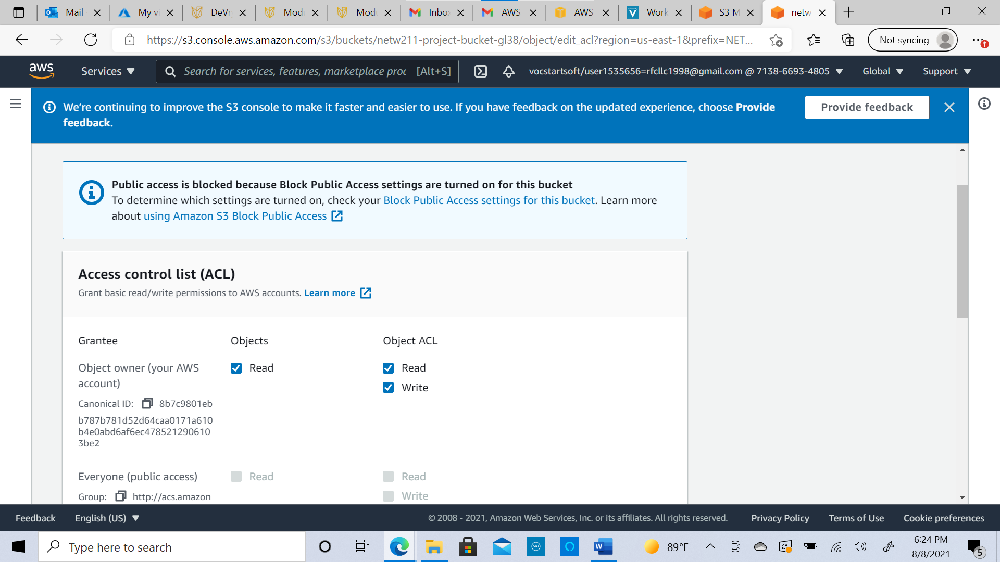 Mail
My vi
DeVry
Modu
Modu
Inbox
AWS
AWS
Work
S3 M
netw
https://s3.console.aws.amazon.com/s3/buckets/netw211-project-bucket-gl38/object/edit_acl?region=us-east-1&prefix=NET...
Not syncing
aws
Services
Search for services, features, marketplace proc [Alt+S]
vocstartsoft/user1535656=rfcllc1998@gmail.com @ 7138-6693-4805
Global
Support
We're continuing to improve the S3 console to make it faster and easier to use. If you have feedback on the updated experience, choose Provide
feedback.
Provide feedback
Public access is blocked because Block Public Access settings are turned on for this bucket
To determine which settings are turned on, check your Block Public Access settings for this bucket. Learn more
about using Amazon S3 Block Public Access
Access control list (ACL)
Grant basic read/write permissions to AWS accounts. Learn more
Grantee
Objects
Object ACL
Object owner (your AWS
account)
Read
Read
Write
Canonical ID: 8b7c9801eb
b787b781d52d64caa0171a610
b4e0abd6af6ec478521290610
3be2
Everyone (public access)
Read
Read
Group: http://acs.amazon
Write
Feedback
English (US)
© 2008 - 2021, Amazon Web Services, Inc. or its affiliates. All rights reserved.
Privacy Policy
Terms of Use
Cookie preferences
Type here to search
DELL
W
89°F
6:24 PM
8/8/2021
5